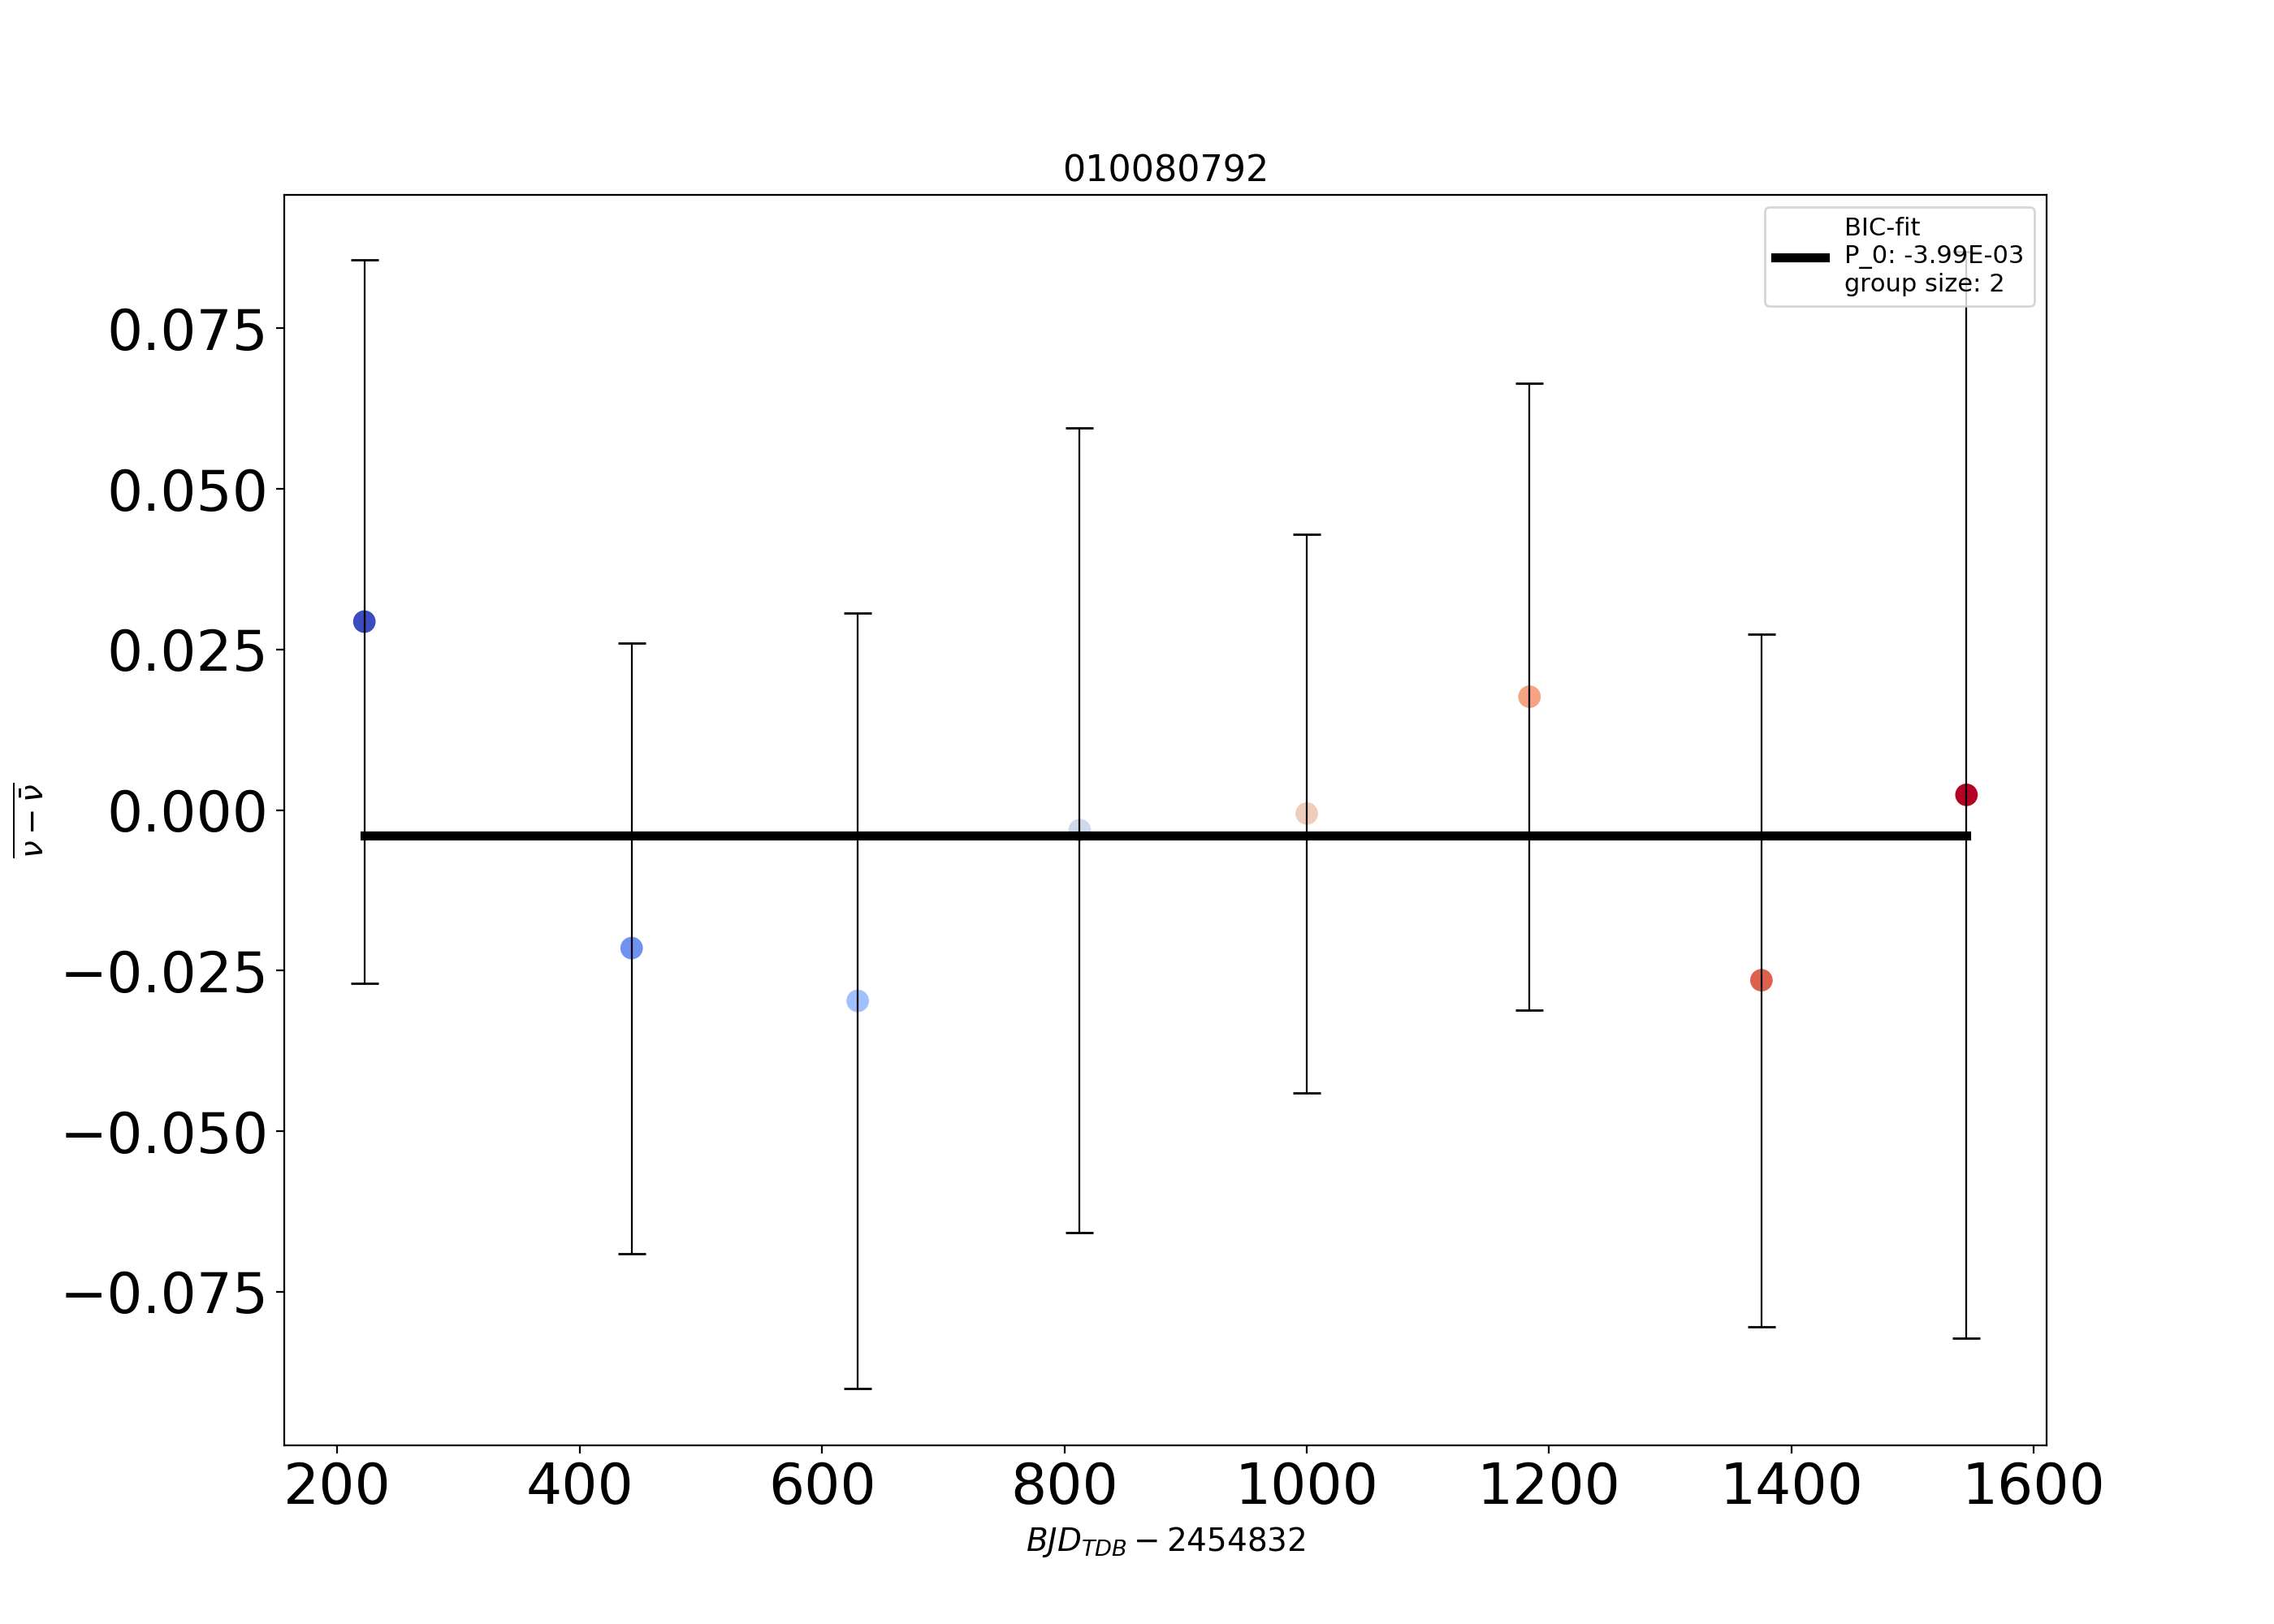 010080792
BIC-fit
P_0: -3.99E-03
group size: 2
0.075
0.050
0.025
0.000
−0.025
−0.050
−0.075
ν − ν̄
200 400 600 800 1000 1200 1400 1600
BJD_TDB − 2454832